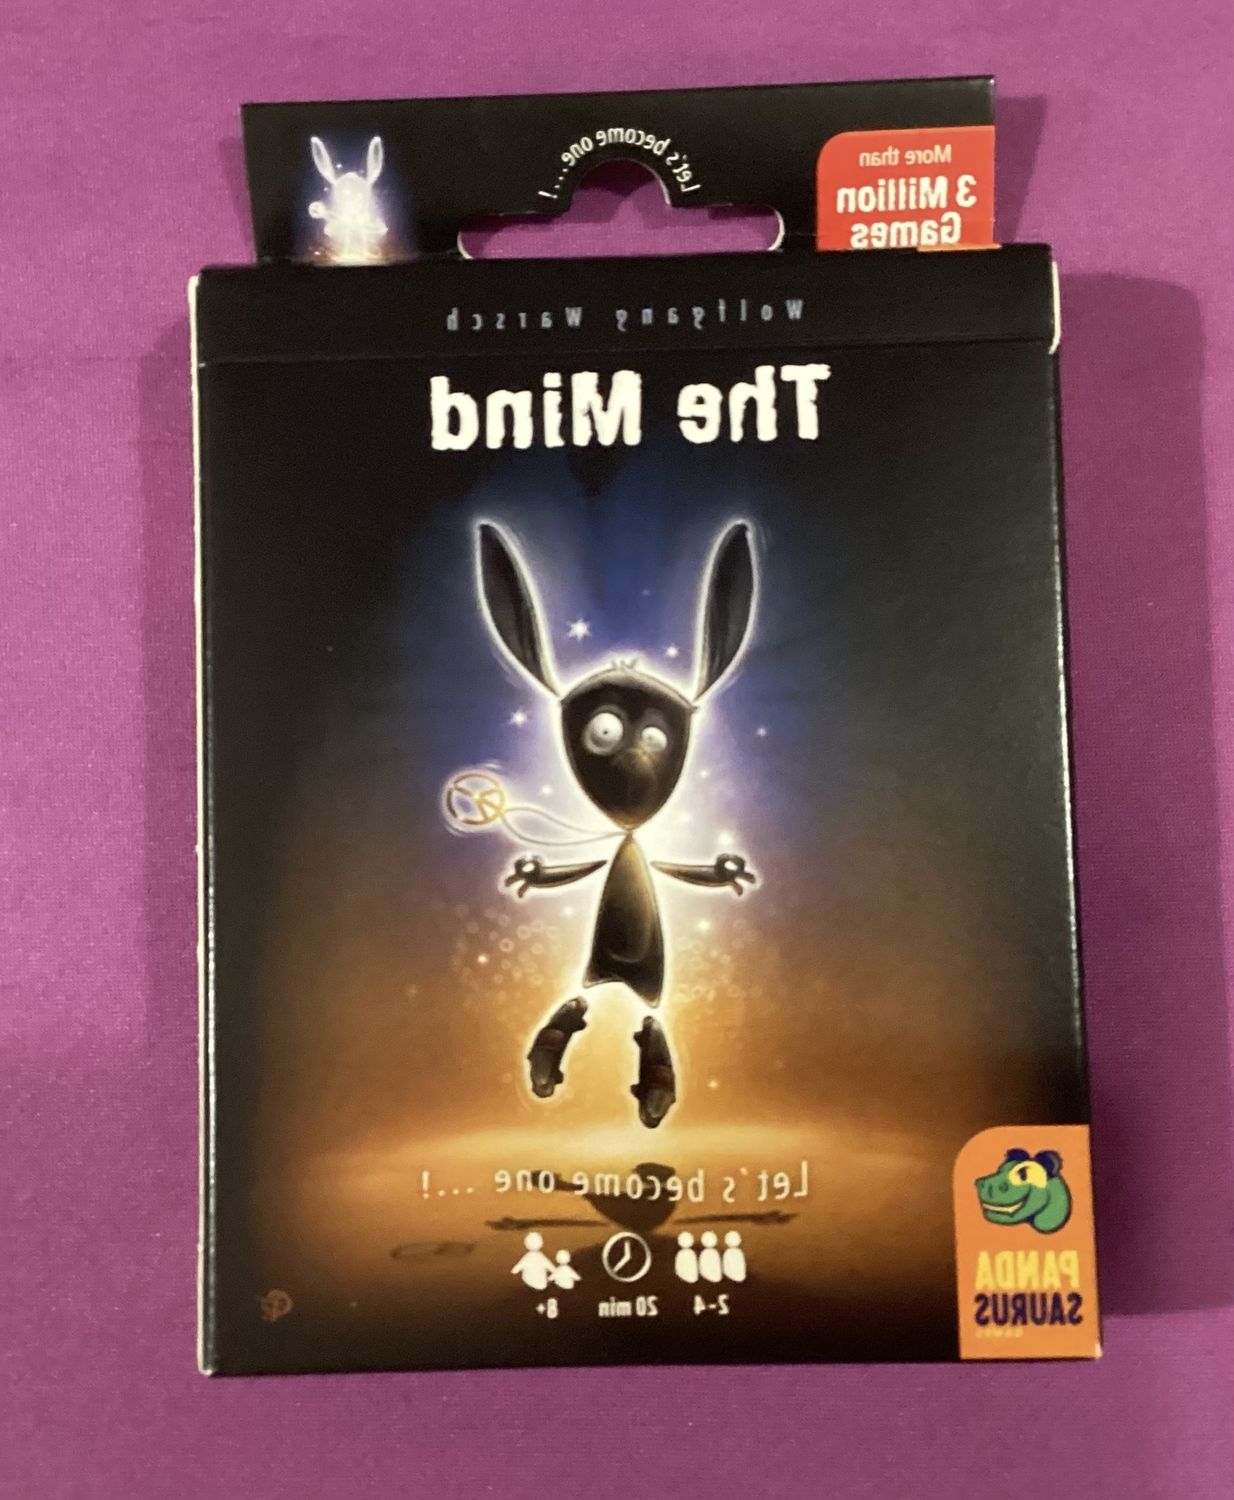 Let's become one...!
More than
3 Million
Games
Wolfgang Warsch
The Mind
Let's become one ...!
2-4
20 min
8+
PANDA
SAURUS
GAMES